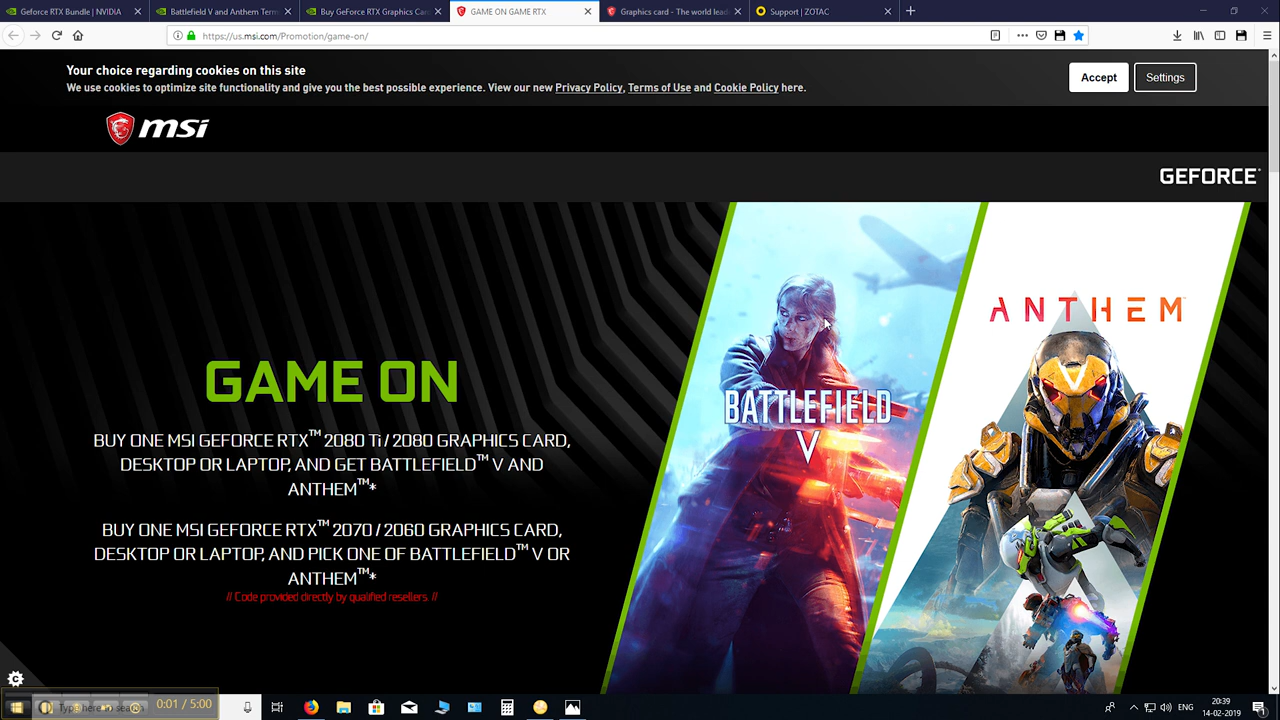 Geforce RTX Bundle | NVIDIA
Battlefield V and Anthem Term
Buy GeForce RTX Graphics Car
GAME ON GAME RTX
Graphics card - The world lead
Support | ZOTAC
https://us.msi.com/Promotion/game-on/
Your choice regarding cookies on this site
We use cookies to optimize site functionality and give you the best possible experience. View our new Privacy Policy, Terms of Use and Cookie Policy here.
Accept
Settings
msi
GEFORCE
GAME ON
BUY ONE MSI GEFORCE RTX™ 2080 Ti / 2080 GRAPHICS CARD,
DESKTOP OR LAPTOP, AND GET BATTLEFIELD™ V AND
ANTHEM™*
BUY ONE MSI GEFORCE RTX™ 2070 / 2060 GRAPHICS CARD,
DESKTOP OR LAPTOP, AND PICK ONE OF BATTLEFIELD™ V OR
ANTHEM™*
// Code provided directly by qualified resellers. //
BATTLEFIELD
V
ANTHEM™
Type here to search
0:01 / 5:00
ENG
20:39
14-02-2019